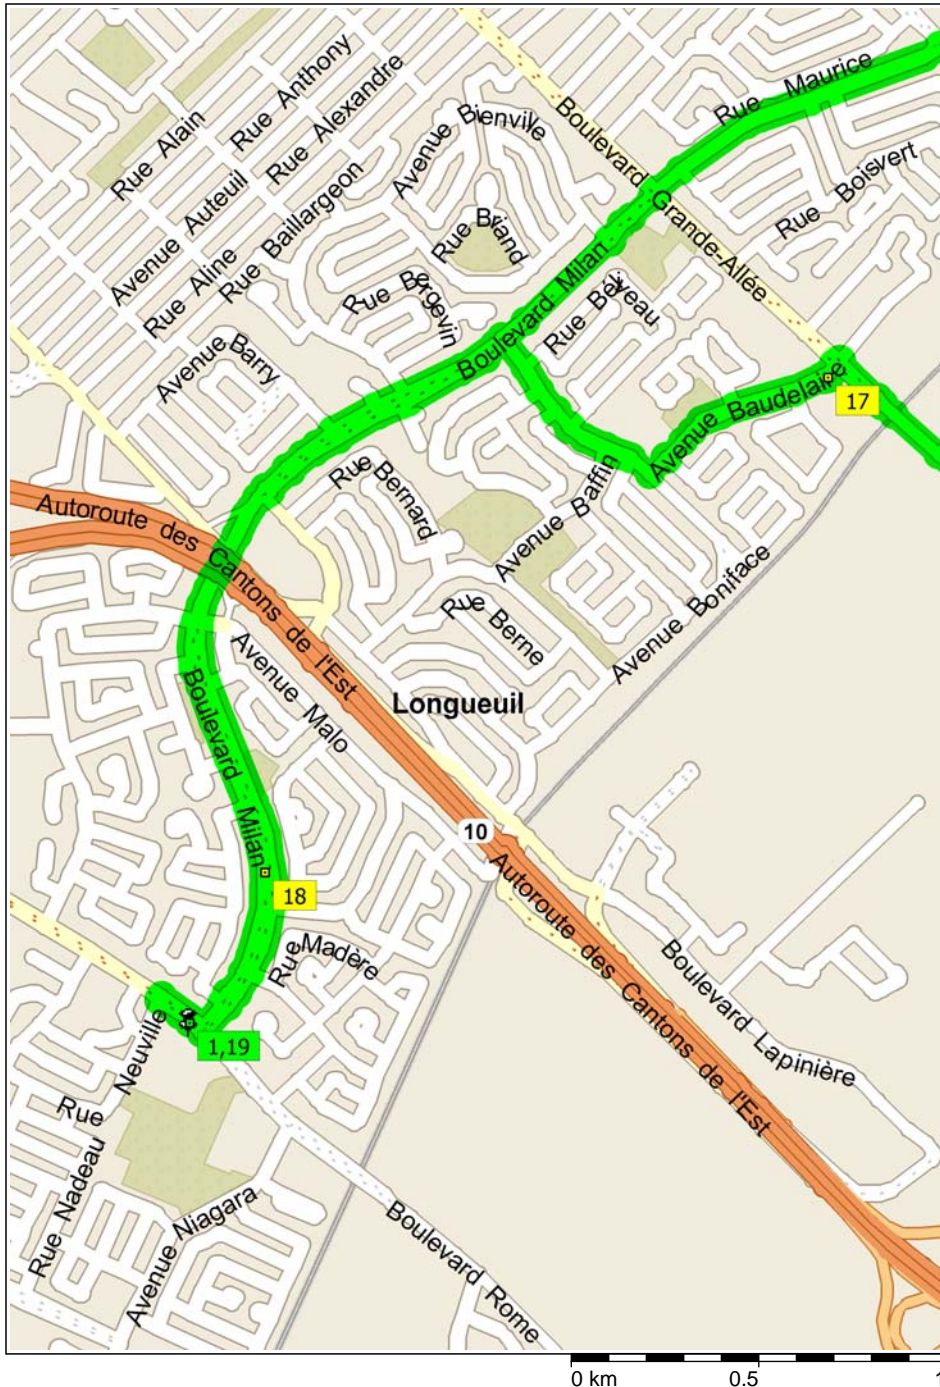 Rue Anthony
Rue Alexandre
Rue Alain
Avenue Auteuil
Rue Aline
Rue Baillargeon
Avenue Bienville
Rue Briand
Boulevard Grande-Allée
Rue Maurice
Rue Boisvert
Rue Bergevin
Boulevard Milan
Rue Béliveau
Avenue Barry
Avenue Baudelaire
17
Rue Bernard
Avenue Baffin
Autoroute des Cantons de l'Est
Rue Berne
Avenue Boniface
Avenue Malo
Longueuil
Boulevard Milan
10
Autoroute des Cantons de l'Est
18
Rue Madère
Boulevard Lapinière
1,19
Rue Neuville
Rue Nadeau
Avenue Niagara
Boulevard Rome
0 km 0.5 1